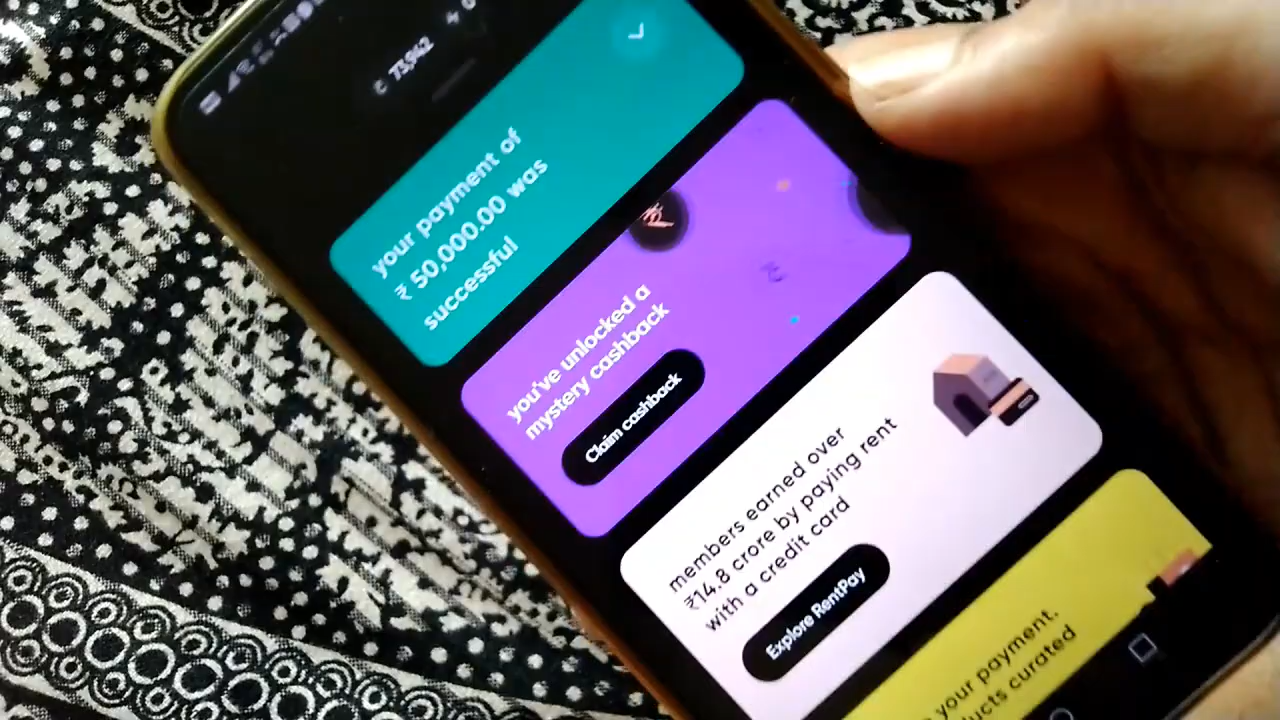 73,942
your payment of
₹ 50,000.00 was
successful
you've unlocked a
mystery cashback
Claim cashback
members earned over
₹14.8 crore by paying rent
with a credit card
Explore RentPay
your payment.
curated